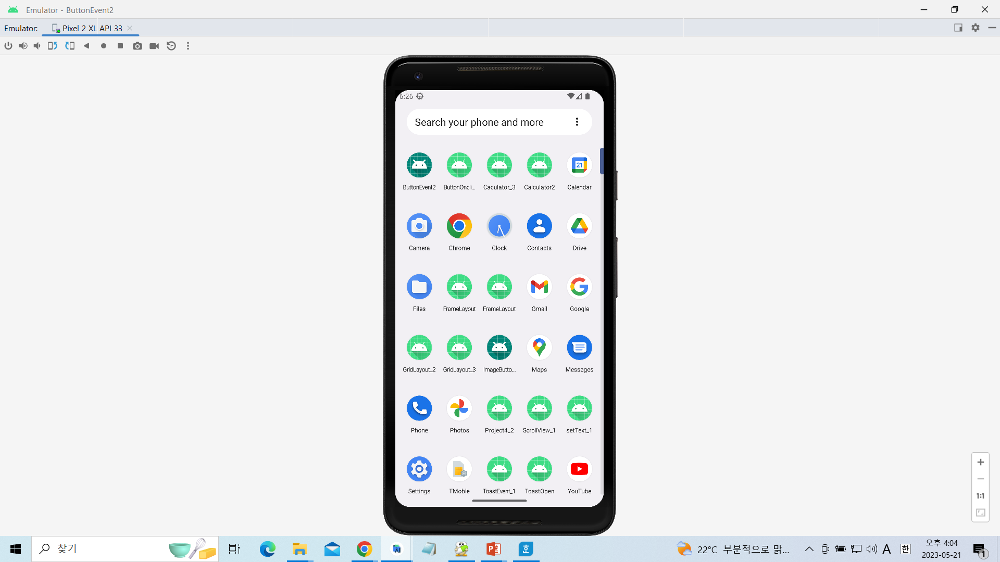 Emulator - ButtonEvent2
Emulator: Pixel 2 XL API 33
6:26
Search your phone and more
21
ButtonEvent2 ButtonOncli... Caculator_3 Calculator2 Calendar
Camera Chrome Clock Contacts Drive
Files FrameLayout FrameLayout Gmail Google
GridLayout_2 GridLayout_3 ImageButto... Maps Messages
Phone Photos Project4_2 ScrollView_1 setText_1
Settings TMoble ToastEvent_1 ToastOpen YouTube
1:1
찾기
22°C 부분적으로 맑...
A
한
오후 4:04
2023-05-21
1